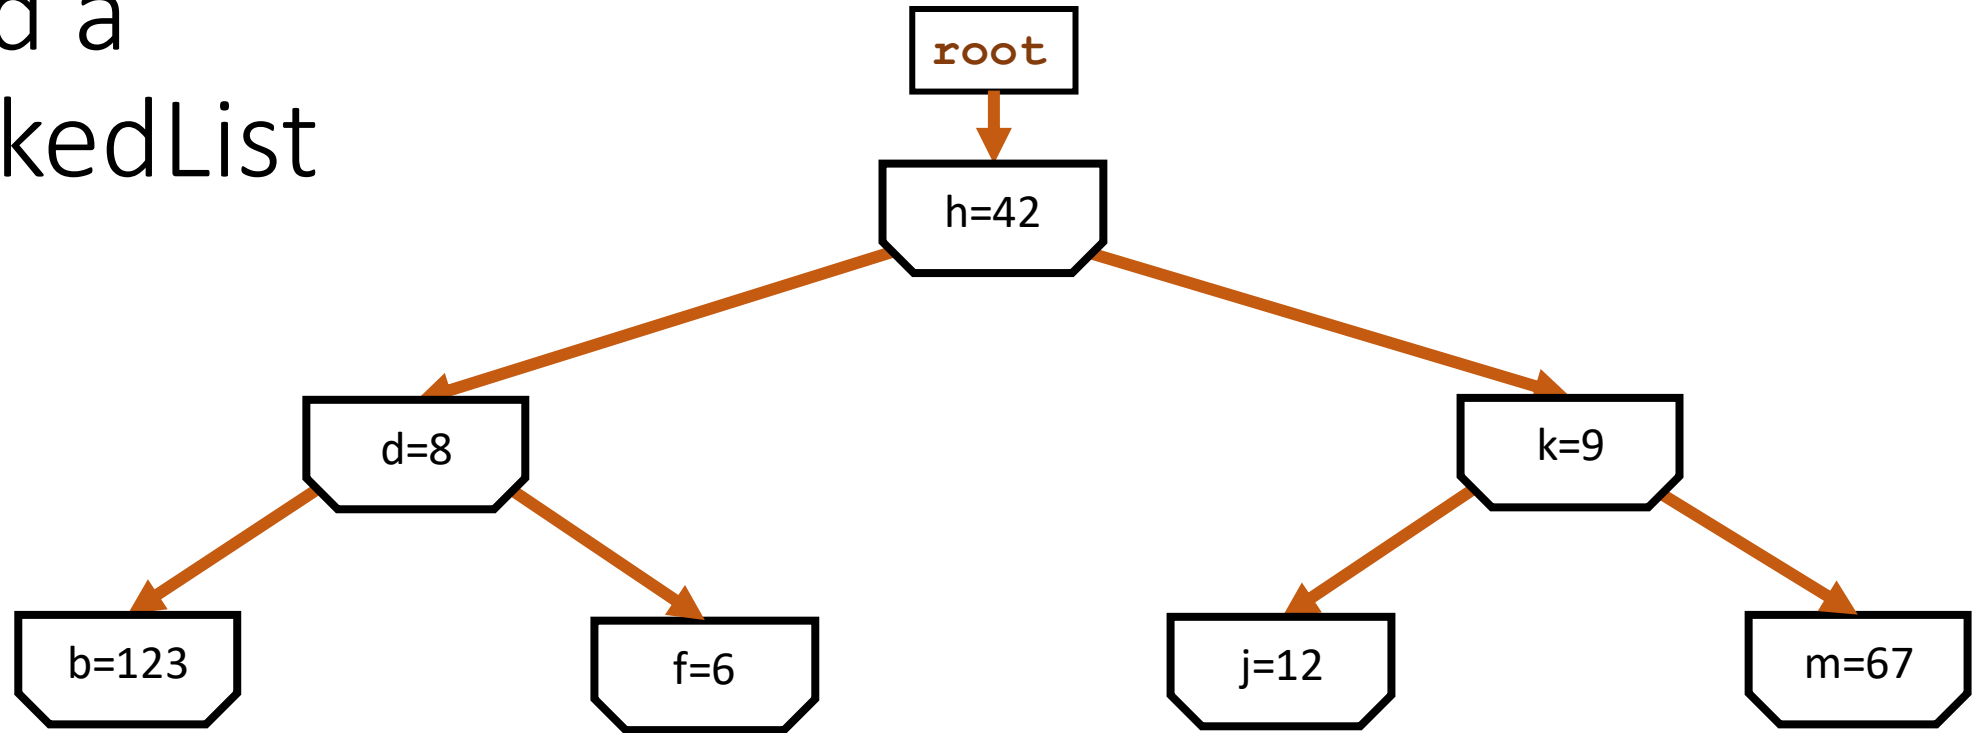 d a
kedList
root
h=42
d=8
k=9
b=123
f=6
j=12
m=67